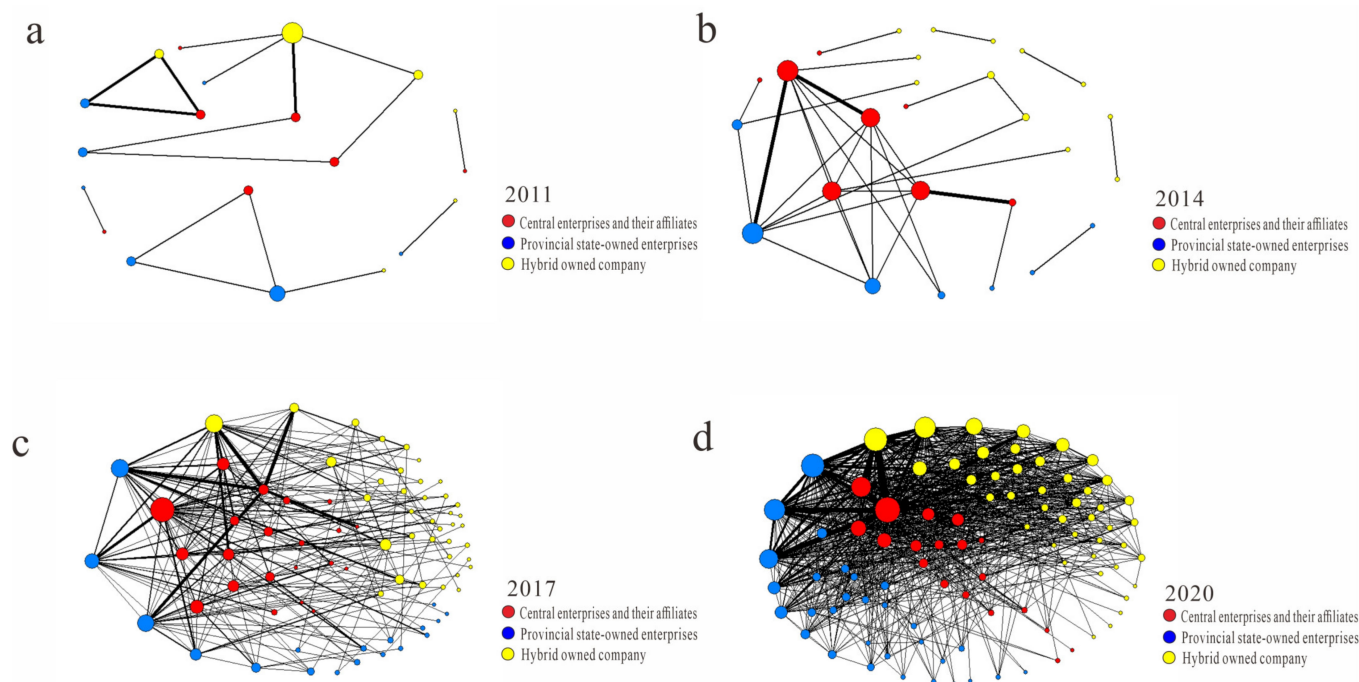 a
2011
Central enterprises and their affiliates
Provincial state-owned enterprises
Hybrid owned company
b
2014
Central enterprises and their affiliates
Provincial state-owned enterprises
Hybrid owned company
c
2017
Central enterprises and their affiliates
Provincial state-owned enterprises
Hybrid owned company
d
2020
Central enterprises and their affiliates
Provincial state-owned enterprises
Hybrid owned company